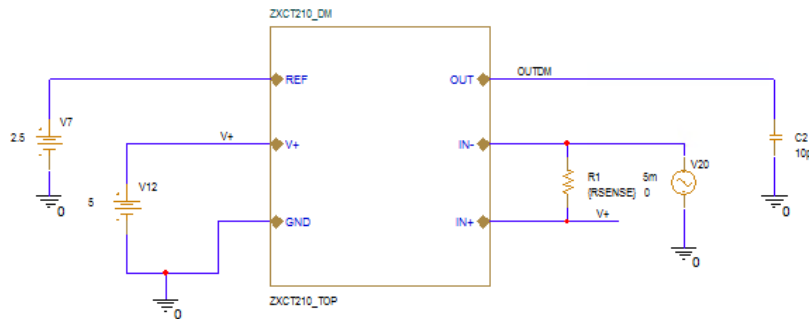 ZXCT210_DM
REF
OUT
OUTDM
V7
2.5
V+
V+
IN-
C2
10p
V12
5
R1
{RSENSE}
5m
0
V20
GND
IN+
V+
0
0
0
0
ZXCT210_TOP